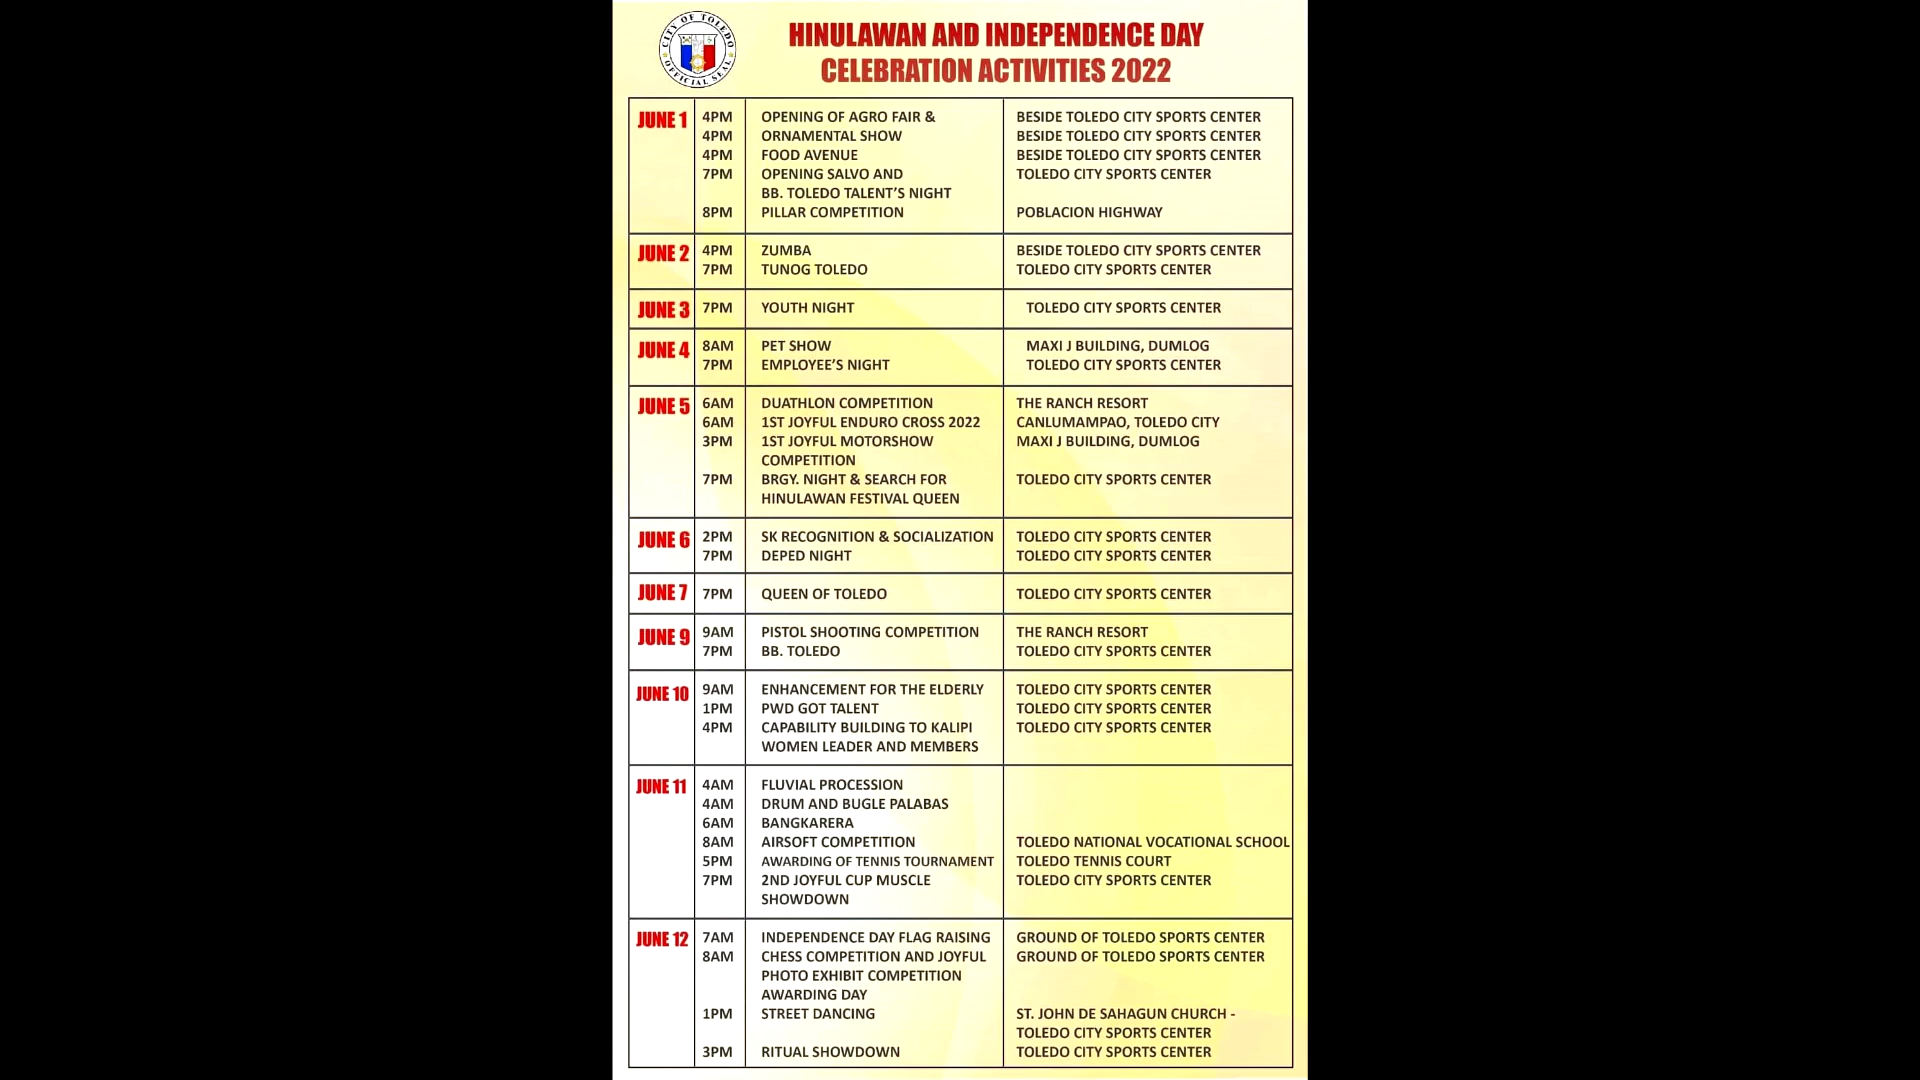 CITY OF TOLEDO
OFFICIAL SEAL
HINULAWAN AND INDEPENDENCE DAY
CELEBRATION ACTIVITIES 2022
JUNE 1
4PM OPENING OF AGRO FAIR & BESIDE TOLEDO CITY SPORTS CENTER
4PM ORNAMENTAL SHOW BESIDE TOLEDO CITY SPORTS CENTER
4PM FOOD AVENUE BESIDE TOLEDO CITY SPORTS CENTER
7PM OPENING SALVO AND TOLEDO CITY SPORTS CENTER
BB. TOLEDO TALENT'S NIGHT
8PM PILLAR COMPETITION POBLACION HIGHWAY
JUNE 2
4PM ZUMBA BESIDE TOLEDO CITY SPORTS CENTER
7PM TUNOG TOLEDO TOLEDO CITY SPORTS CENTER
JUNE 3
7PM YOUTH NIGHT TOLEDO CITY SPORTS CENTER
JUNE 4
8AM PET SHOW MAXI J BUILDING, DUMLOG
7PM EMPLOYEE'S NIGHT TOLEDO CITY SPORTS CENTER
JUNE 5
6AM DUATHLON COMPETITION THE RANCH RESORT
6AM 1ST JOYFUL ENDURO CROSS 2022 CANLUMAMPAO, TOLEDO CITY
3PM 1ST JOYFUL MOTORSHOW MAXI J BUILDING, DUMLOG
COMPETITION
7PM BRGY. NIGHT & SEARCH FOR TOLEDO CITY SPORTS CENTER
HINULAWAN FESTIVAL QUEEN
JUNE 6
2PM SK RECOGNITION & SOCIALIZATION TOLEDO CITY SPORTS CENTER
7PM DEPED NIGHT TOLEDO CITY SPORTS CENTER
JUNE 7
7PM QUEEN OF TOLEDO TOLEDO CITY SPORTS CENTER
JUNE 9
9AM PISTOL SHOOTING COMPETITION THE RANCH RESORT
7PM BB. TOLEDO TOLEDO CITY SPORTS CENTER
JUNE 10
9AM ENHANCEMENT FOR THE ELDERLY TOLEDO CITY SPORTS CENTER
1PM PWD GOT TALENT TOLEDO CITY SPORTS CENTER
4PM CAPABILITY BUILDING TO KALIPI TOLEDO CITY SPORTS CENTER
WOMEN LEADER AND MEMBERS
JUNE 11
4AM FLUVIAL PROCESSION
4AM DRUM AND BUGLE PALABAS
6AM BANGKARERA
8AM AIRSOFT COMPETITION TOLEDO NATIONAL VOCATIONAL SCHOOL
5PM AWARDING OF TENNIS TOURNAMENT TOLEDO TENNIS COURT
7PM 2ND JOYFUL CUP MUSCLE TOLEDO CITY SPORTS CENTER
SHOWDOWN
JUNE 12
7AM INDEPENDENCE DAY FLAG RAISING GROUND OF TOLEDO SPORTS CENTER
8AM CHESS COMPETITION AND JOYFUL GROUND OF TOLEDO SPORTS CENTER
PHOTO EXHIBIT COMPETITION
AWARDING DAY
1PM STREET DANCING ST. JOHN DE SAHAGUN CHURCH -
TOLEDO CITY SPORTS CENTER
3PM RITUAL SHOWDOWN TOLEDO CITY SPORTS CENTER